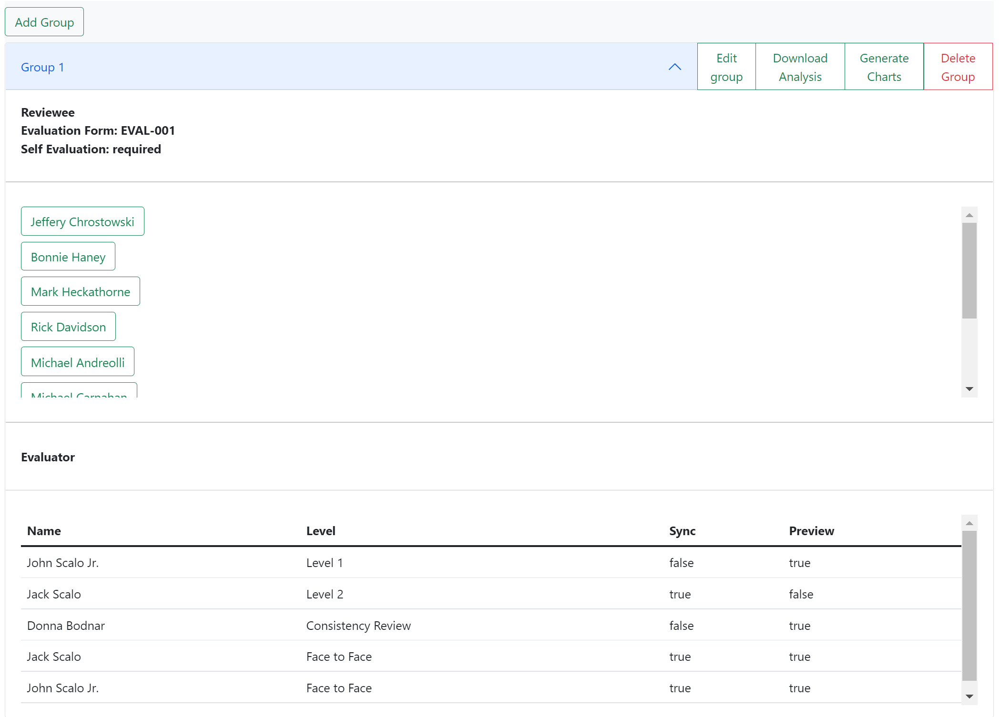 Add Group
Group 1
Edit group
Download Analysis
Generate Charts
Delete Group
Reviewee
Evaluation Form: EVAL-001
Self Evaluation: required
Jeffery Chrostowski
Bonnie Haney
Mark Heckathorne
Rick Davidson
Michael Andreolli
Michael Carnahan
Evaluator
Name Level Sync Preview
John Scalo Jr. Level 1 false true
Jack Scalo Level 2 true false
Donna Bodnar Consistency Review false true
Jack Scalo Face to Face true true
John Scalo Jr. Face to Face true true